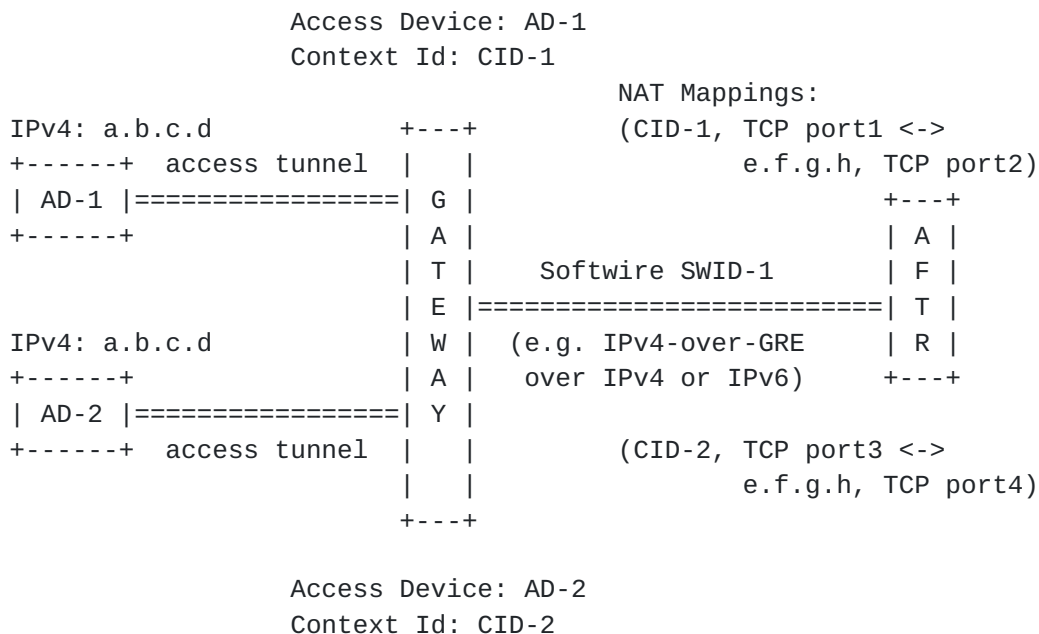 Access Device: AD-1
                  Context Id: CID-1
                                       NAT Mappings:
IPv4: a.b.c.d            +---+         (CID-1, TCP port1 <->
+------+  access tunnel  |   |                 e.f.g.h, TCP port2)
| AD-1 |=================| G |                          +---+
+------+                 | A |                          | A |
                         | T |    Softwire SWID-1       | F |
                         | E |==========================| T |
IPv4: a.b.c.d            | W |  (e.g. IPv4-over-GRE     | R |
+------+                 | A |   over IPv4 or IPv6)     +---+
| AD-2 |=================| Y |
+------+  access tunnel  |   |         (CID-2, TCP port3 <->
                         |   |                 e.f.g.h, TCP port4)
                         +---+

                  Access Device: AD-2
                  Context Id: CID-2